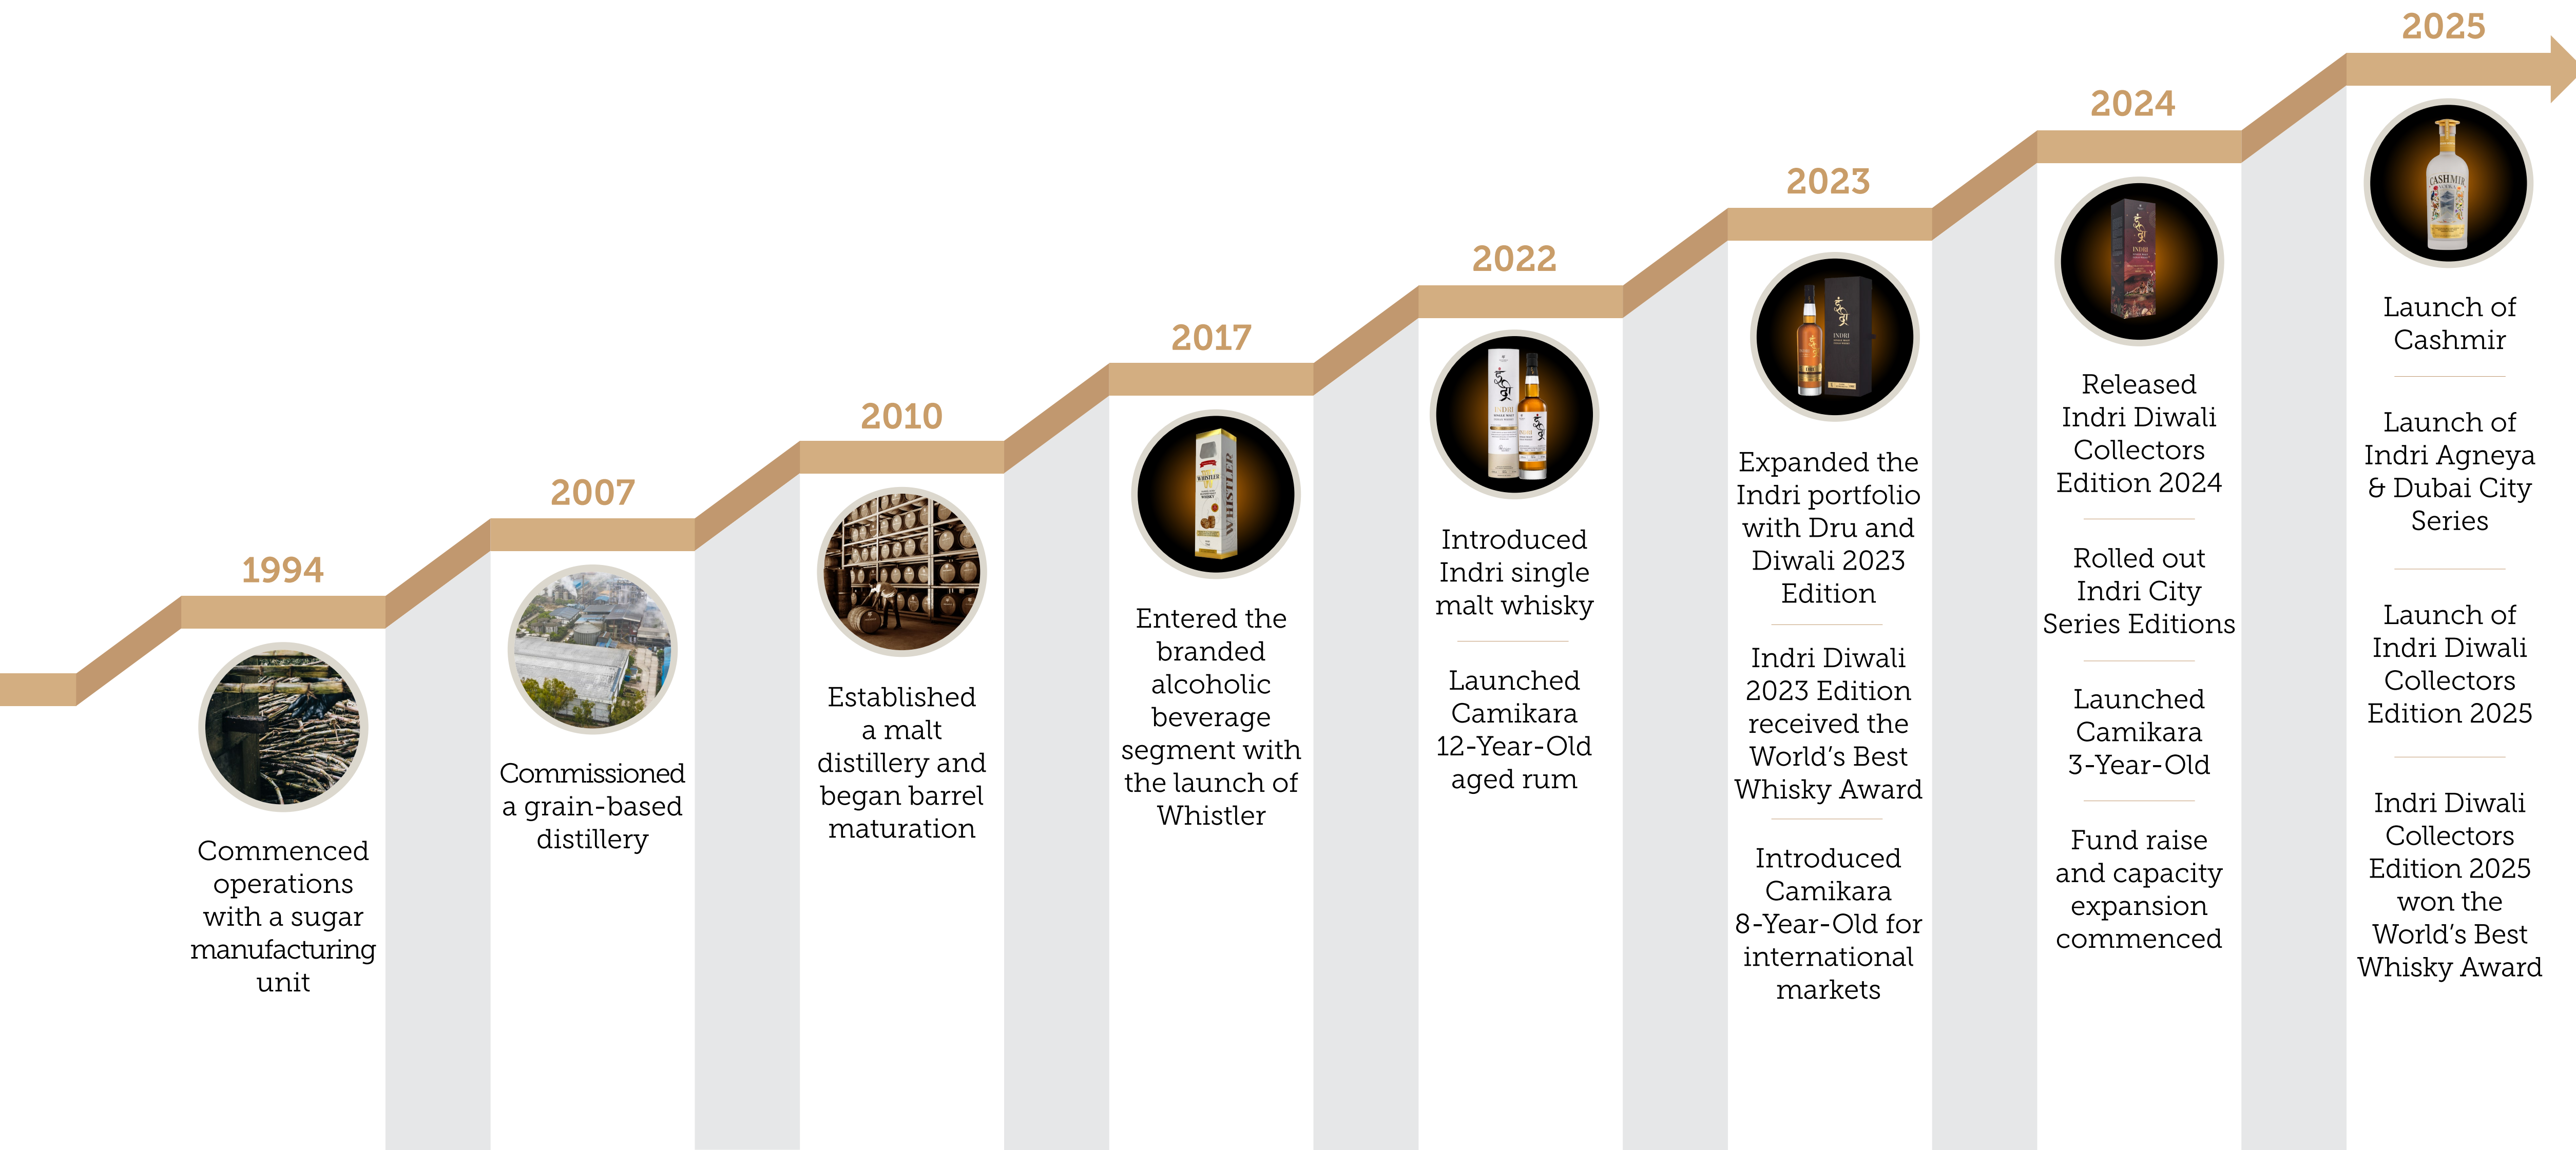 1994
Commenced
operations
with a sugar
manufacturing
unit
2007
Commissioned
a grain-based
distillery
2010
Established
a malt
distillery and
began barrel
maturation
2017
WHISTLER
WHISTLER
Entered the
branded
alcoholic
beverage
segment with
the launch of
Whistler
2022
INDRI
Introduced
Indri single
malt whisky
Launched
Camikara
12-Year-Old
aged rum
2023
INDRI
Expanded the
Indri portfolio
with Dru and
Diwali 2023
Edition
Indri Diwali
2023 Edition
received the
World's Best
Whisky Award
Introduced
Camikara
8-Year-Old for
international
markets
2024
INDRI
Released
Indri Diwali
Collectors
Edition 2024
Rolled out
Indri City
Series Editions
Launched
Camikara
3-Year-Old
Fund raise
and capacity
expansion
commenced
2025
CASHMIR
Launch of
Cashmir
Launch of
Indri Agneya
& Dubai City
Series
Launch of
Indri Diwali
Collectors
Edition 2025
Indri Diwali
Collectors
Edition 2025
won the
World's Best
Whisky Award